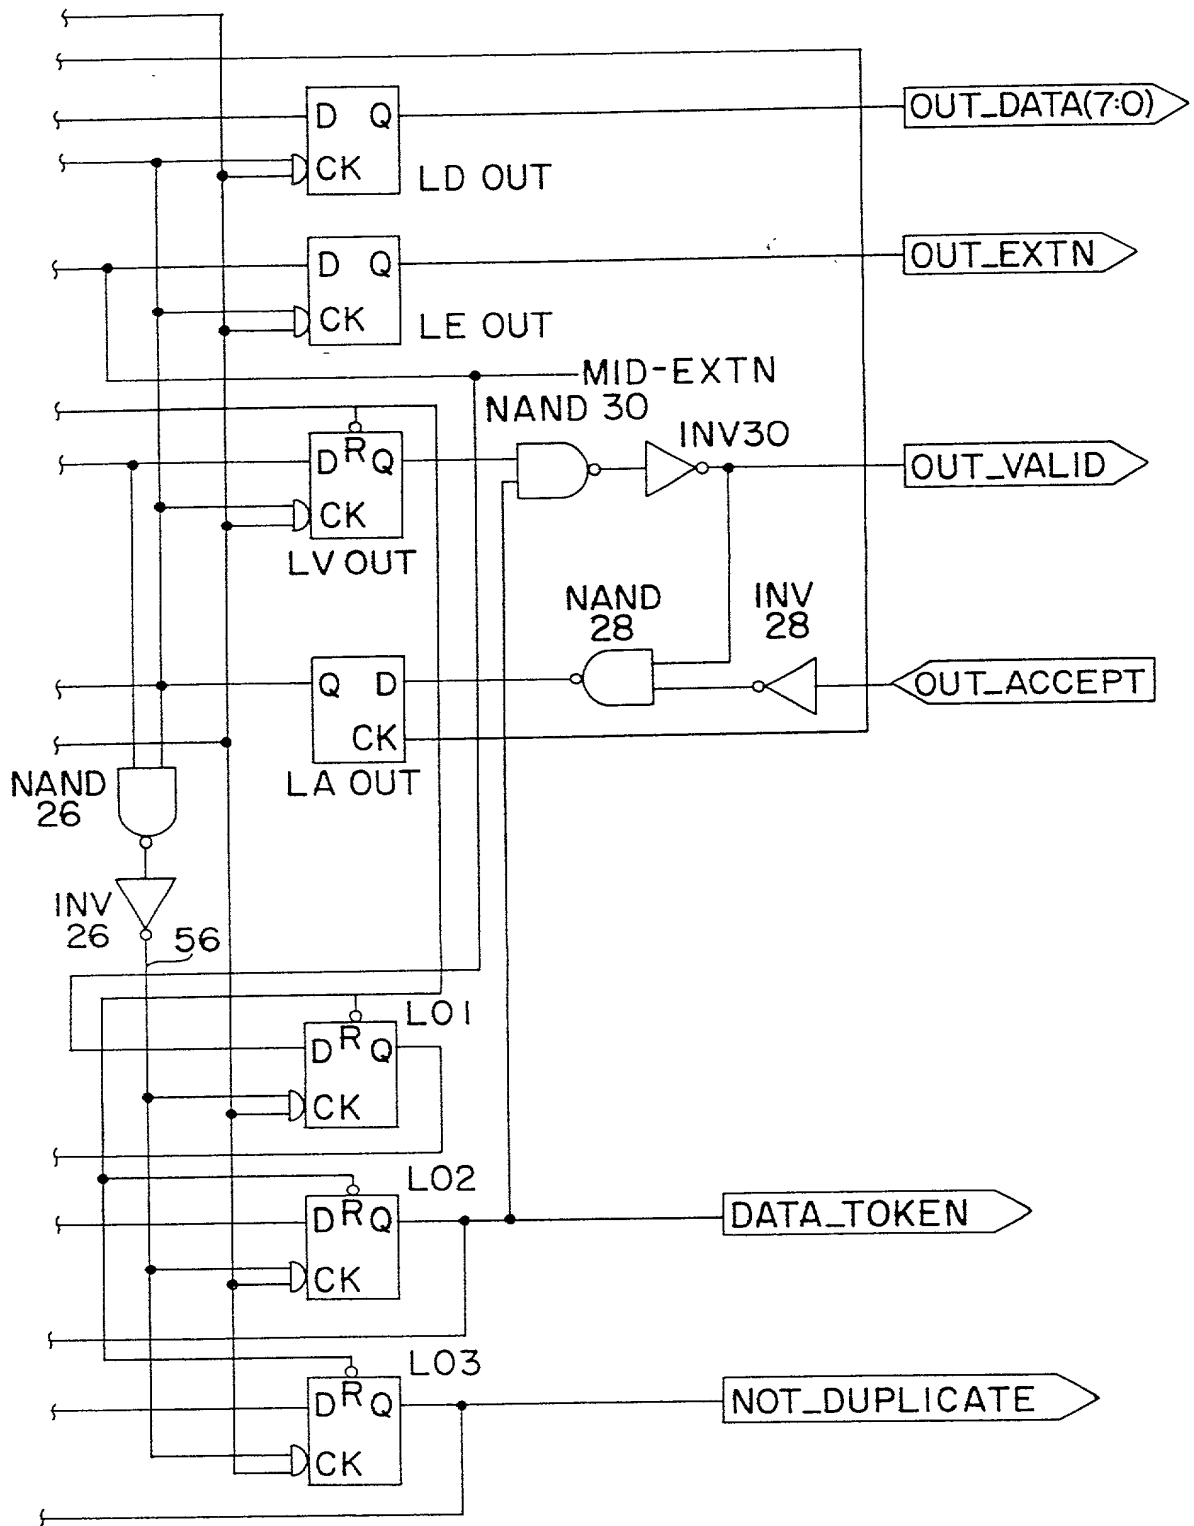 D Q
CK
LD OUT
OUT_DATA(7:0)
D Q
CK
LE OUT
OUT_EXTN
MID-EXTN
NAND 30
INV30
D R Q
CK
LV OUT
OUT_VALID
NAND
28
INV
28
Q D
CK
LA OUT
OUT_ACCEPT
NAND
26
INV
26
56
LO1
D R Q
CK
LO2
D R Q
CK
DATA_TOKEN
LO3
D R Q
CK
NOT_DUPLICATE